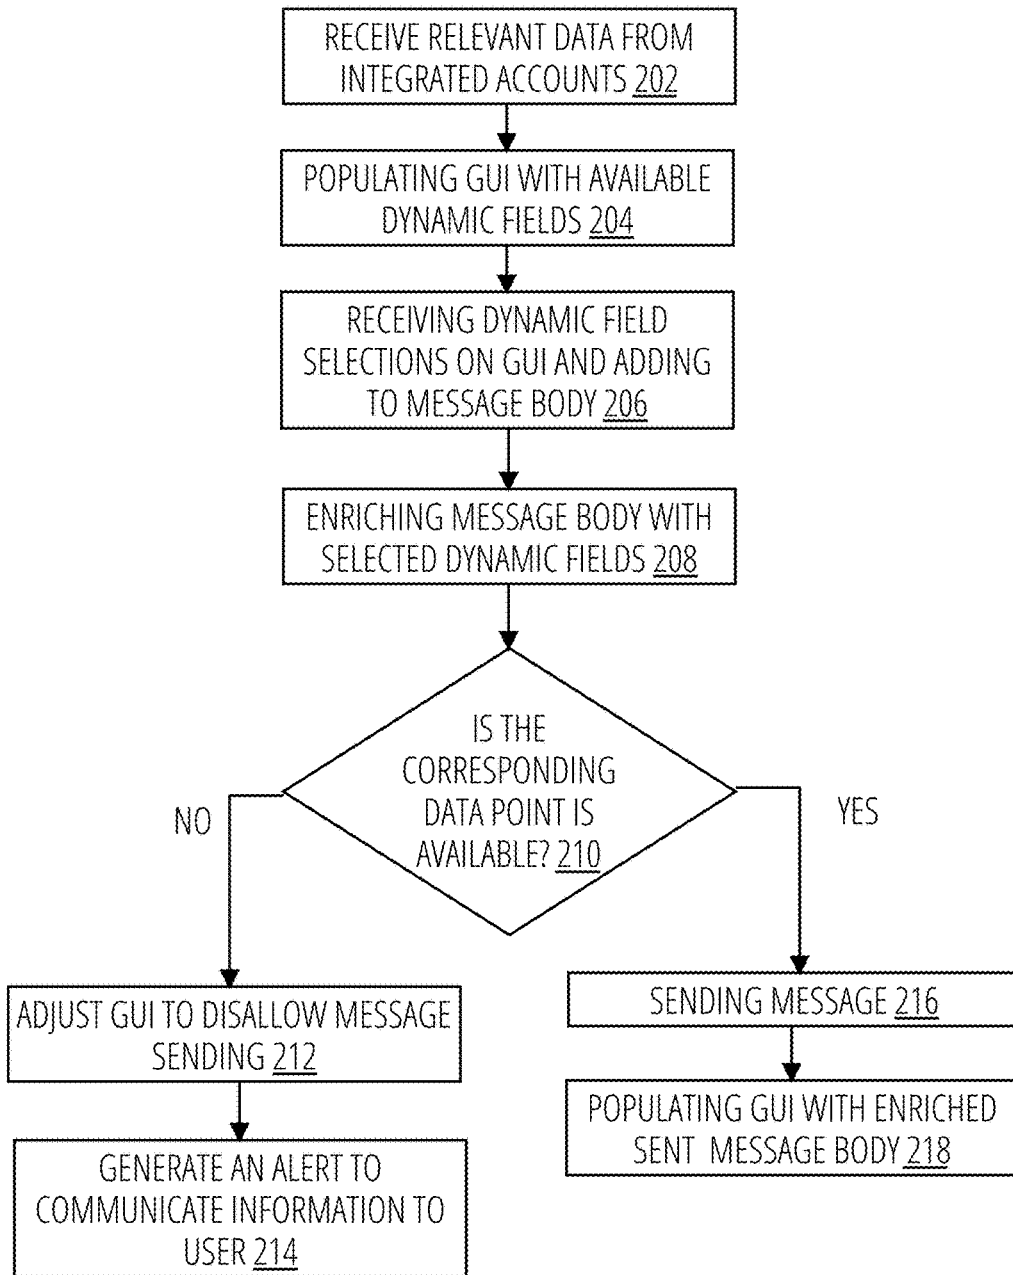 RECEIVE RELEVANT DATA FROM
INTEGRATED ACCOUNTS 202
POPULATING GUI WITH AVAILABLE
DYNAMIC FIELDS 204
RECEIVING DYNAMIC FIELD
SELECTIONS ON GUI AND ADDING
TO MESSAGE BODY 206
ENRICHING MESSAGE BODY WITH
SELECTED DYNAMIC FIELDS 208
IS THE
CORRESPONDING
DATA POINT IS
AVAILABLE? 210
NO
YES
ADJUST GUI TO DISALLOW MESSAGE
SENDING 212
GENERATE AN ALERT TO
COMMUNICATE INFORMATION TO
USER 214
SENDING MESSAGE 216
POPULATING GUI WITH ENRICHED
SENT MESSAGE BODY 218